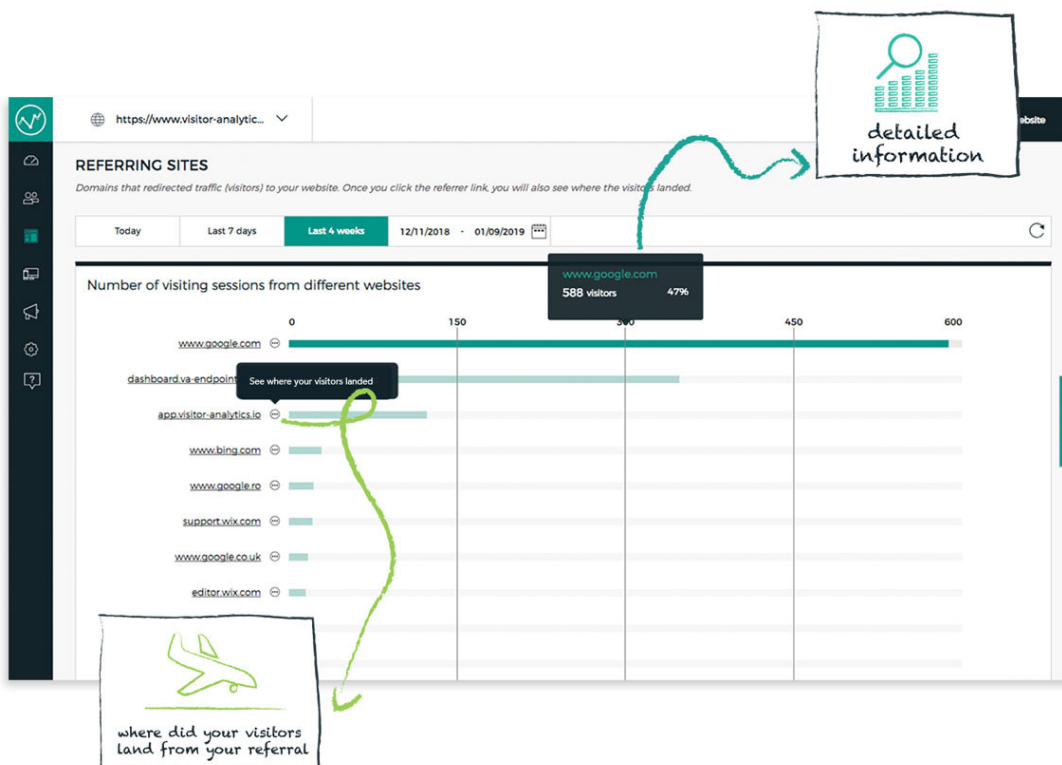 detailed
information
https://www.visitor-analytic...
ebsite
REFERRING SITES
Domains that redirected traffic (visitors) to your website. Once you click the referrer link, you will also see where the visitors landed.
Today
Last 7 days
Last 4 weeks
12/11/2018 - 01/09/2019
www.google.com
588 visitors 47%
Number of visiting sessions from different websites
0 150 300 450 600
www.google.com
dashboard.va-endpoint
See where your visitors landed
app.visitor-analytics.io
www.bing.com
www.google.ro
support.wix.com
www.google.co.uk
editor.wix.com
where did your visitors
land from your referral